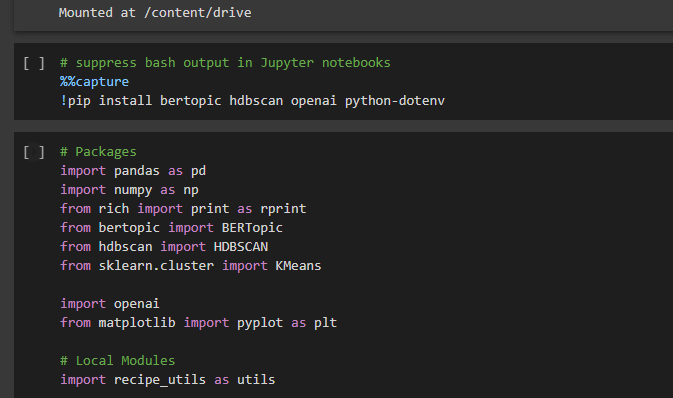 Mounted at /content/drive
[ ] # suppress bash output in Jupyter notebooks
%%capture
!pip install bertopic hdbscan openai python-dotenv
[ ] # Packages
import pandas as pd
import numpy as np
from rich import print as rprint
from bertopic import BERTopic
from hdbscan import HDBSCAN
from sklearn.cluster import KMeans
import openai
from matplotlib import pyplot as plt
# Local Modules
import recipe_utils as utils